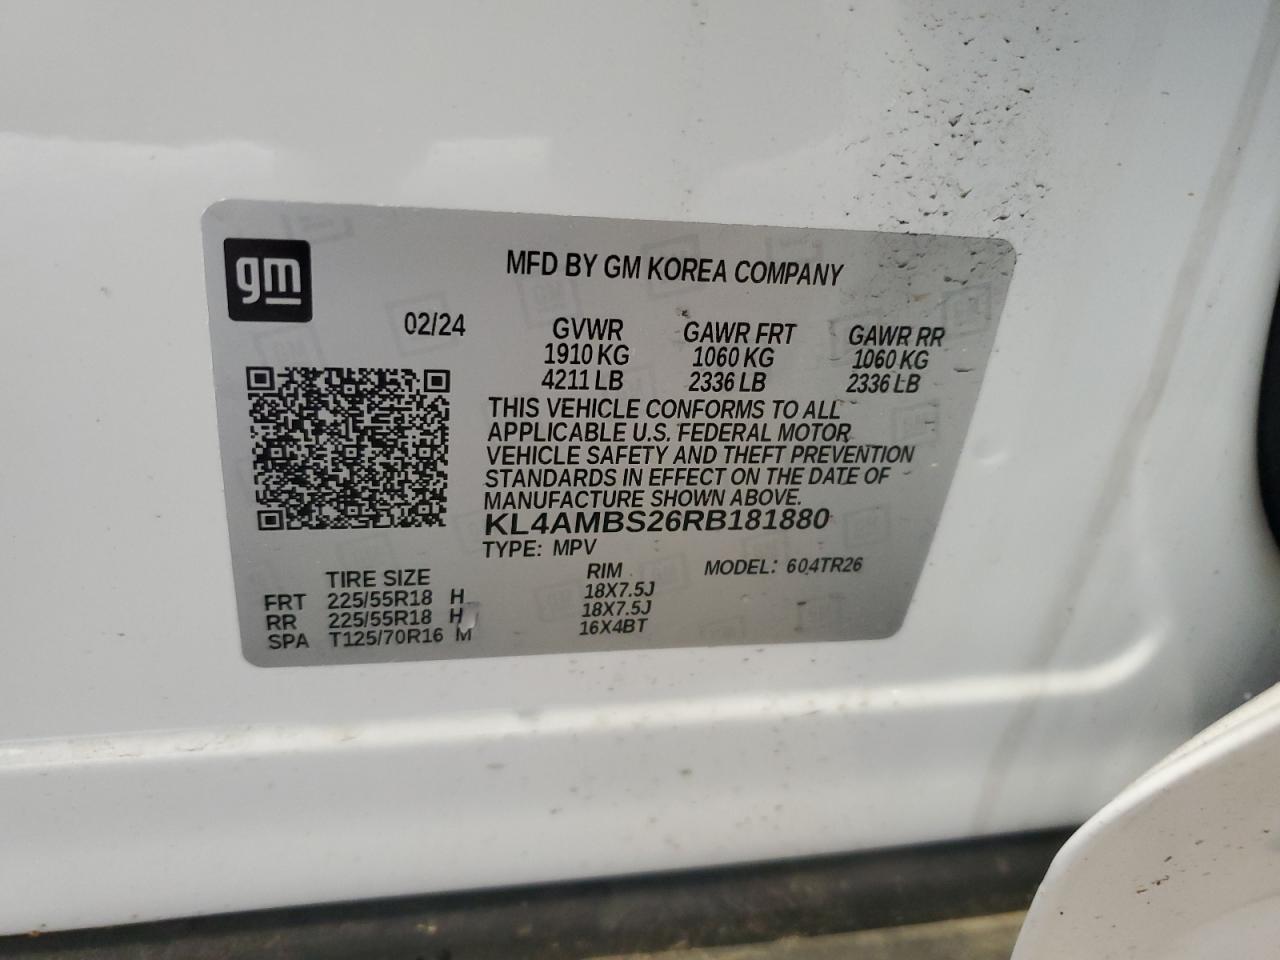 gm
MFD BY GM KOREA COMPANY
02/24 GVWR GAWR FRT GAWR RR
1910 KG 1060 KG 1060 KG
4211 LB 2336 LB 2336 LB
THIS VEHICLE CONFORMS TO ALL
APPLICABLE U.S. FEDERAL MOTOR
VEHICLE SAFETY AND THEFT PREVENTION
STANDARDS IN EFFECT ON THE DATE OF
MANUFACTURE SHOWN ABOVE.
KL4AMBS26RB181880
TYPE: MPV
TIRE SIZE RIM MODEL: 604TR26
FRT 225/55R18 H 18X7.5J
RR 225/55R18 H 18X7.5J
SPA T125/70R16 M 16X4BT